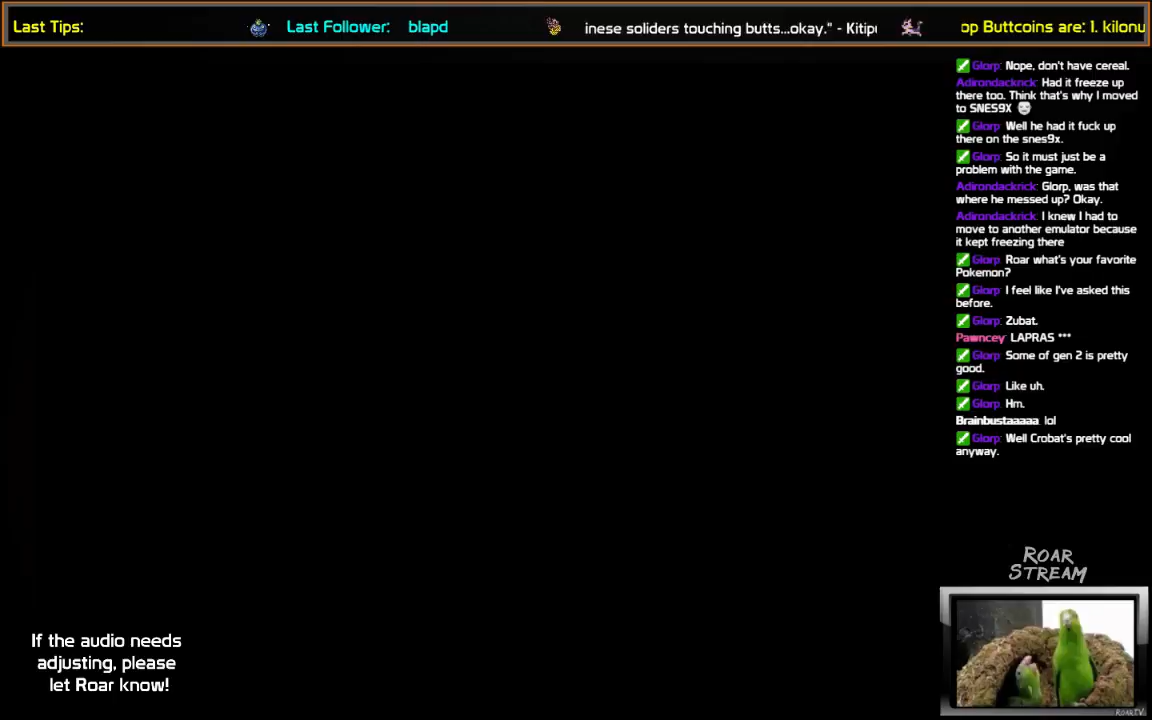 Last Tips: Last Follower: blapd inese soliders touching butts...okay." - Kitip op Buttcoins are: 1. kilonu
Glorp: Nope, don't have cereal.
Adirondackrick: Had it freeze up
there too. Think that's why I moved
to SNES9X
Glorp: Well he had it fuck up
there on the snes9x.
Glorp: So it must just be a
problem with the game.
Adirondackrick: Glorp, was that
where he messed up? Okay.
Adirondackrick: I knew I had to
move to another emulator because
it kept freezing there
Glorp: Roar what's your favorite
Pokemon?
Glorp: I feel like I've asked this
before.
Glorp: Zubat.
Pawncey: LAPRAS ***
Glorp: Some of gen 2 is pretty
good.
Glorp: Like uh.
Glorp: Hm.
Brainbustaaaaa: lol
Glorp: Well Crobat's pretty cool
anyway.
ROAR
STREAM
If the audio needs
adjusting, please
let Roar know!
ROARTV